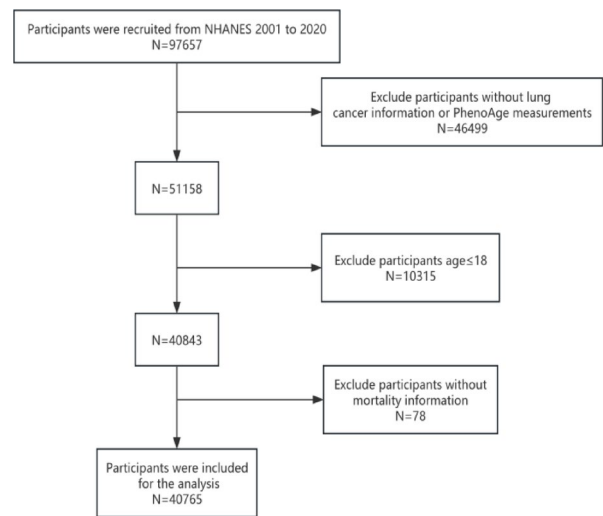 Participants were recruited from NHANES 2001 to 2020
N=97657
Exclude participants without lung
cancer information or PhenoAge measurements
N=46499
N=51158
Exclude participants age≤18
N=10315
N=40843
Exclude participants without
mortality information
N=78
Participants were included
for the analysis
N=40765